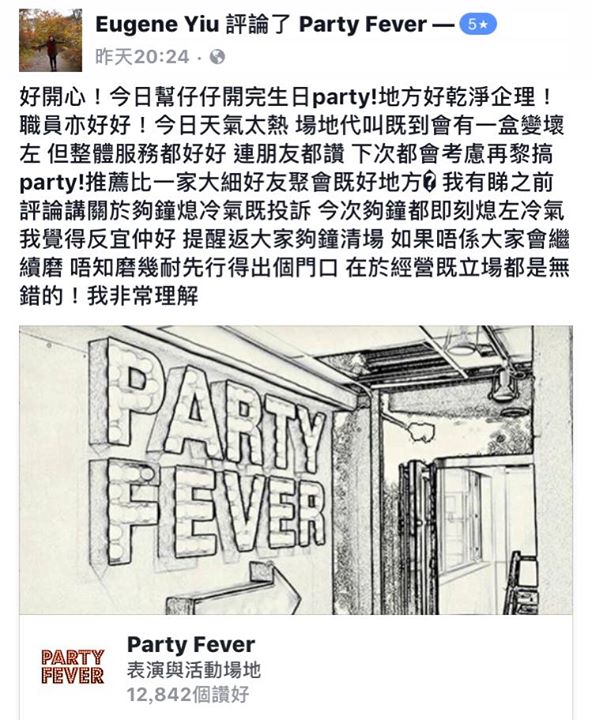 Eugene Yiu 評論了 Party Fever — 5★
昨天20:24 ·
好開心！今日幫仔仔開完生日party!地方好乾淨企理！
職員亦好好！今日天氣太熱 場地代叫既到會有一盒變壞
左 但整體服務都好好 連朋友都讚 下次都會考慮再黎搞
party!推薦比一家大細好友聚會既好地方� 我有睇之前
評論講關於夠鐘熄冷氣既投訴 今次夠鐘都即刻熄左冷氣
我覺得反宜仲好 提醒返大家夠鐘清場 如果唔係大家會繼
續磨 唔知磨幾耐先行得出個門口 在於經營既立場都是無
錯的！我非常理解
PARTY
FEVER
PARTY
FEVER
Party Fever
表演與活動場地
12,842個讚好